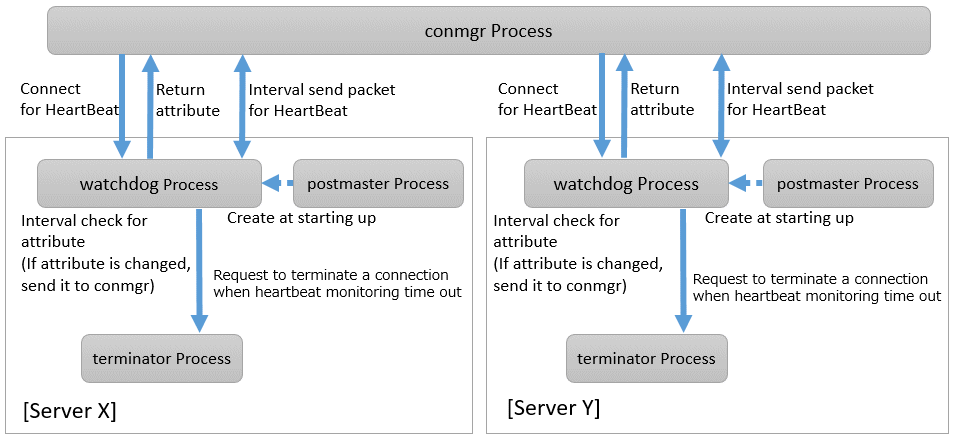 conmgr Process
Connect
for HeartBeat
Return
attribute
Interval send packet
for HeartBeat
Connect
for HeartBeat
Return
attribute
Interval send packet
for HeartBeat
watchdog Process
postmaster Process
Create at starting up
Interval check for
attribute
(If attribute is changed,
send it to conmgr)
Request to terminate a connection
when heartbeat monitoring time out
terminator Process
[Server X]
watchdog Process
postmaster Process
Create at starting up
Interval check for
attribute
(If attribute is changed,
send it to conmgr)
Request to terminate a connection
when heartbeat monitoring time out
terminator Process
[Server Y]